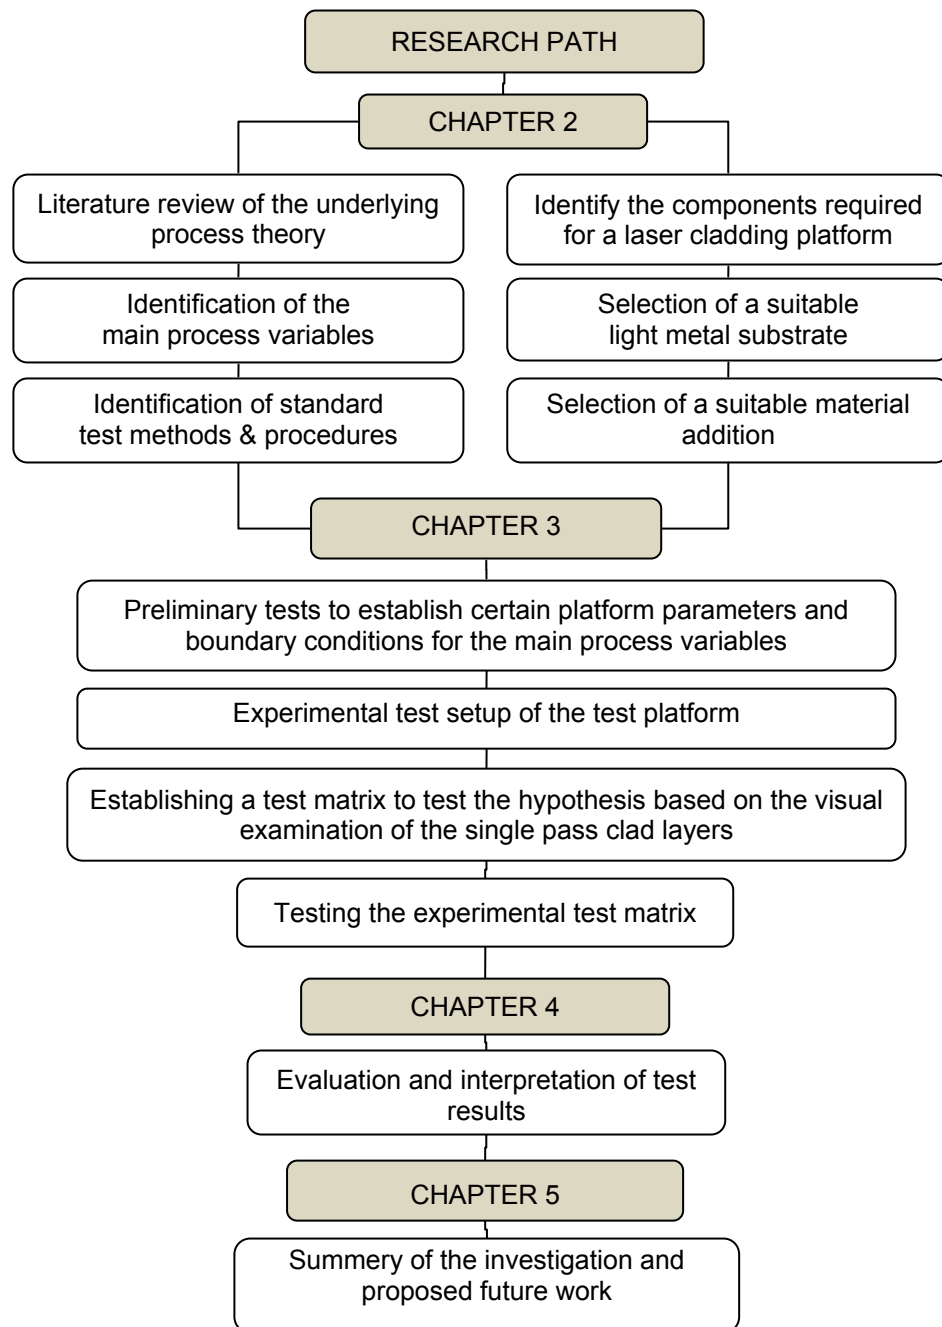 RESEARCH PATH
CHAPTER 2
Literature review of the underlying
process theory
Identification of the
main process variables
Identification of standard
test methods & procedures
Identify the components required
for a laser cladding platform
Selection of a suitable
light metal substrate
Selection of a suitable material
addition
CHAPTER 3
Preliminary tests to establish certain platform parameters and
boundary conditions for the main process variables
Experimental test setup of the test platform
Establishing a test matrix to test the hypothesis based on the visual
examination of the single pass clad layers
Testing the experimental test matrix
CHAPTER 4
Evaluation and interpretation of test
results
CHAPTER 5
Summery of the investigation and
proposed future work